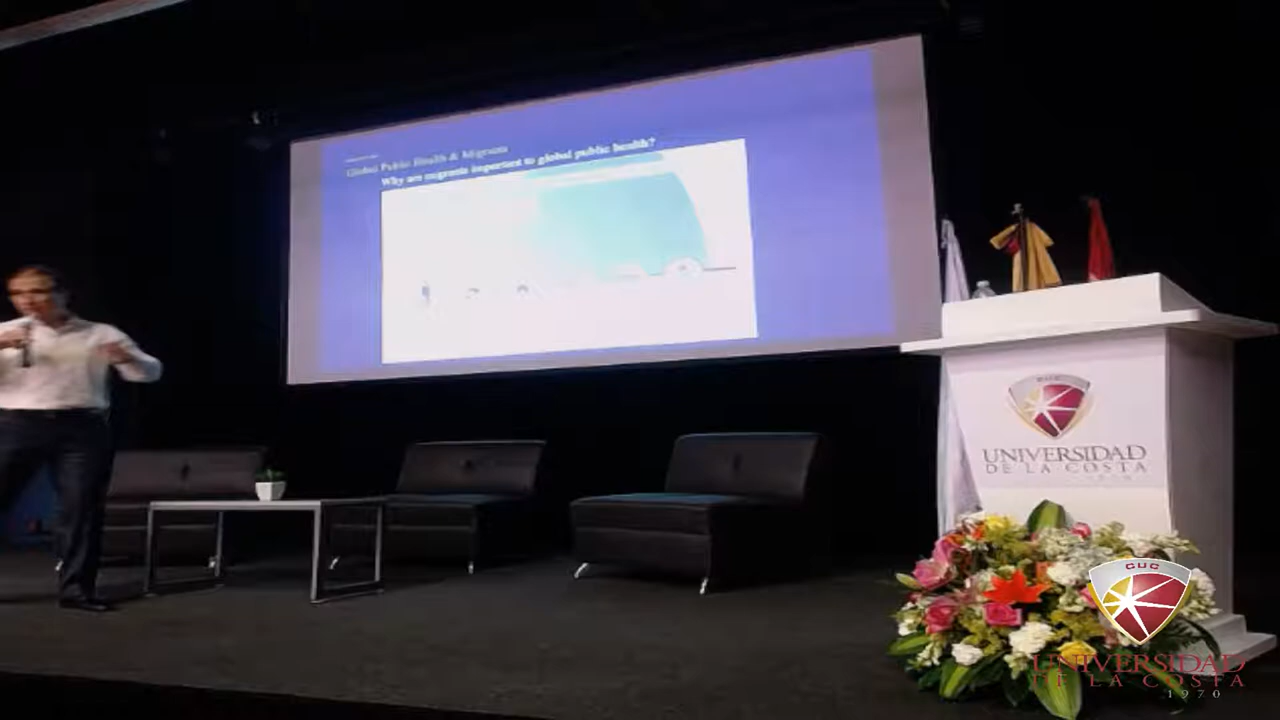 Global Public Health & Migrants
Why are migrants important to global public health?
CUC
UNIVERSIDAD
DE LA COSTA
CUC
UNIVERSIDAD
DE LA COSTA
1970